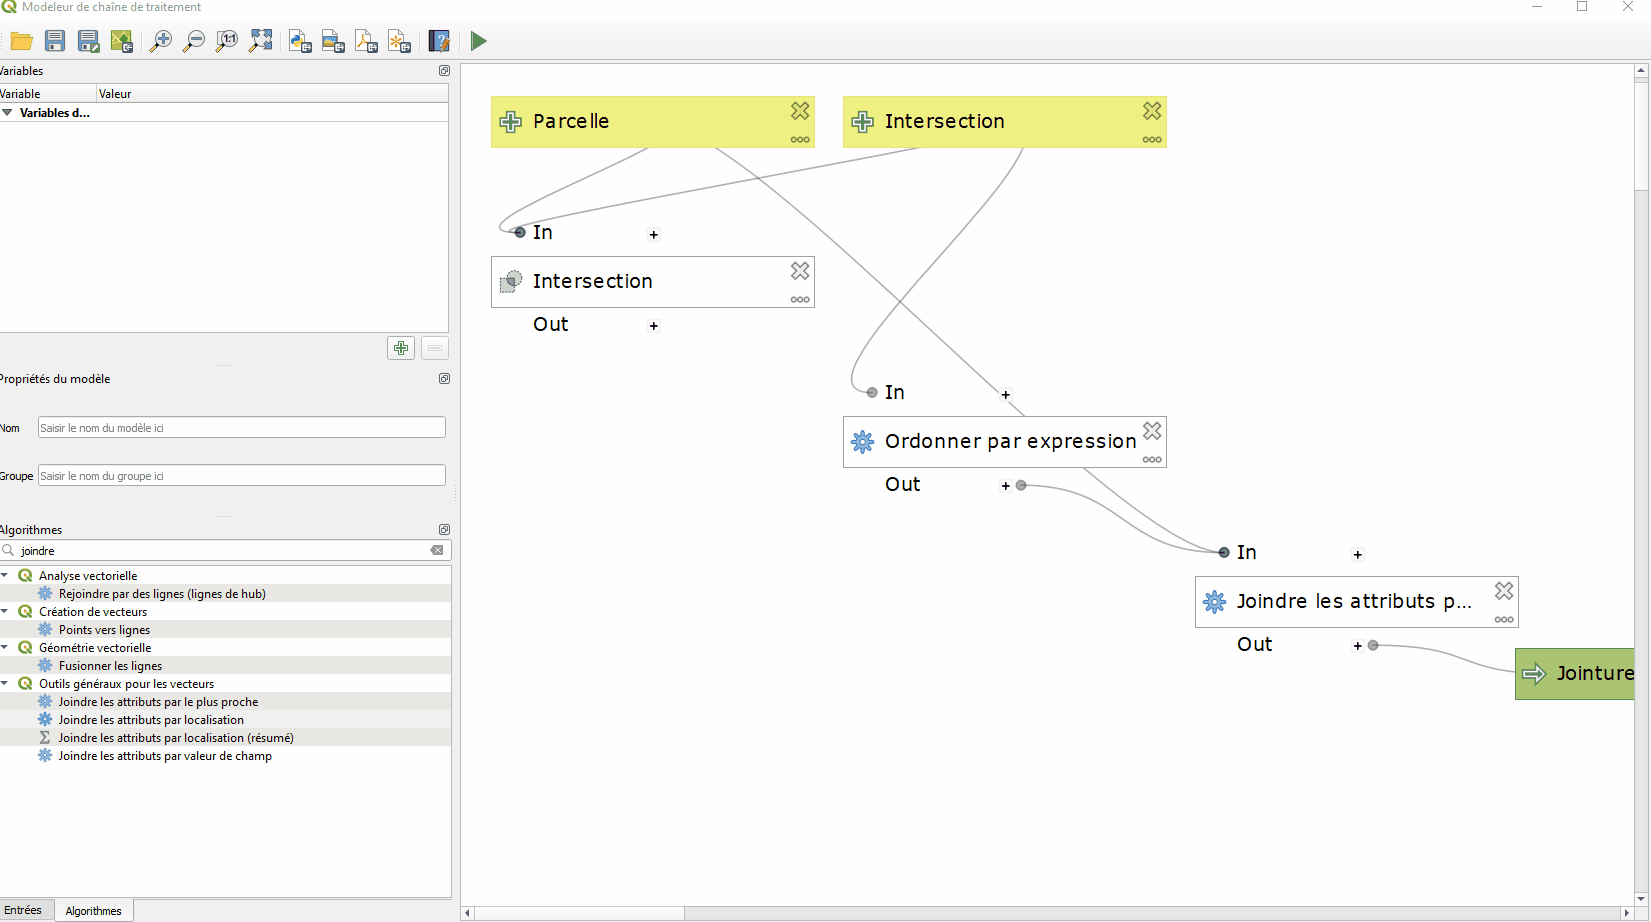 Modeleur de chaîne de traitement
1:1
Variables
Variable Valeur
Variables d...
Propriétés du modèle
Nom Saisir le nom du modèle ici
Groupe Saisir le nom du groupe ici
Algorithmes
joindre
Analyse vectorielle
Rejoindre par des lignes (lignes de hub)
Création de vecteurs
Points vers lignes
Géométrie vectorielle
Fusionner les lignes
Outils généraux pour les vecteurs
Joindre les attributs par le plus proche
Joindre les attributs par localisation
Joindre les attributs par localisation (résumé)
Joindre les attributs par valeur de champ
Entrées Algorithmes
Parcelle
Intersection
In
Intersection
Out
In
Ordonner par expression
Out
In
Joindre les attributs p...
Out
Jointure